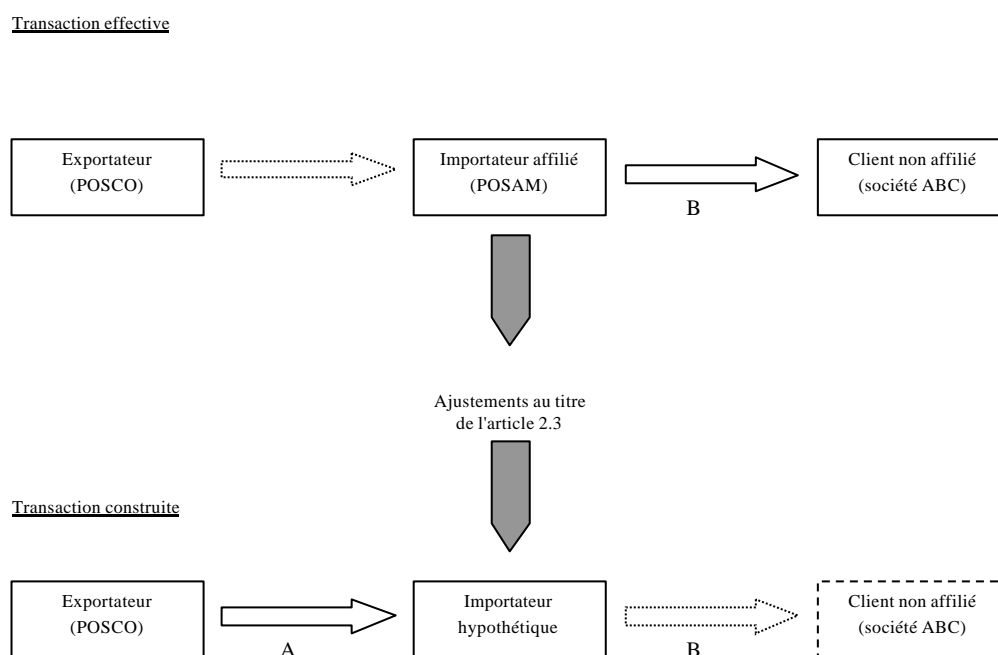 Transaction effective
Exportateur
(POSCO)
Importateur affilié
(POSAM)
B
Client non affilié
(société ABC)
Ajustements au titre
de l'article 2.3
Transaction construite
Exportateur
(POSCO)
A
Importateur
hypothétique
B
Client non affilié
(société ABC)